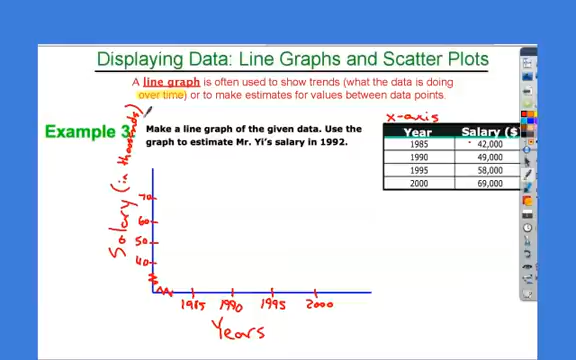 Displaying Data: Line Graphs and Scatter Plots
A line graph is often used to show trends (what the data is doing
over time) or to make estimates for values between data points.
Example 3
Make a line graph of the given data. Use the
graph to estimate Mr. Yi's salary in 1992.
x-axis
Year Salary ($
1985 42,000
1990 49,000
1995 58,000
2000 69,000
Salary (in thousands)
70
60
50
40
1985 1990 1995 2000
Years